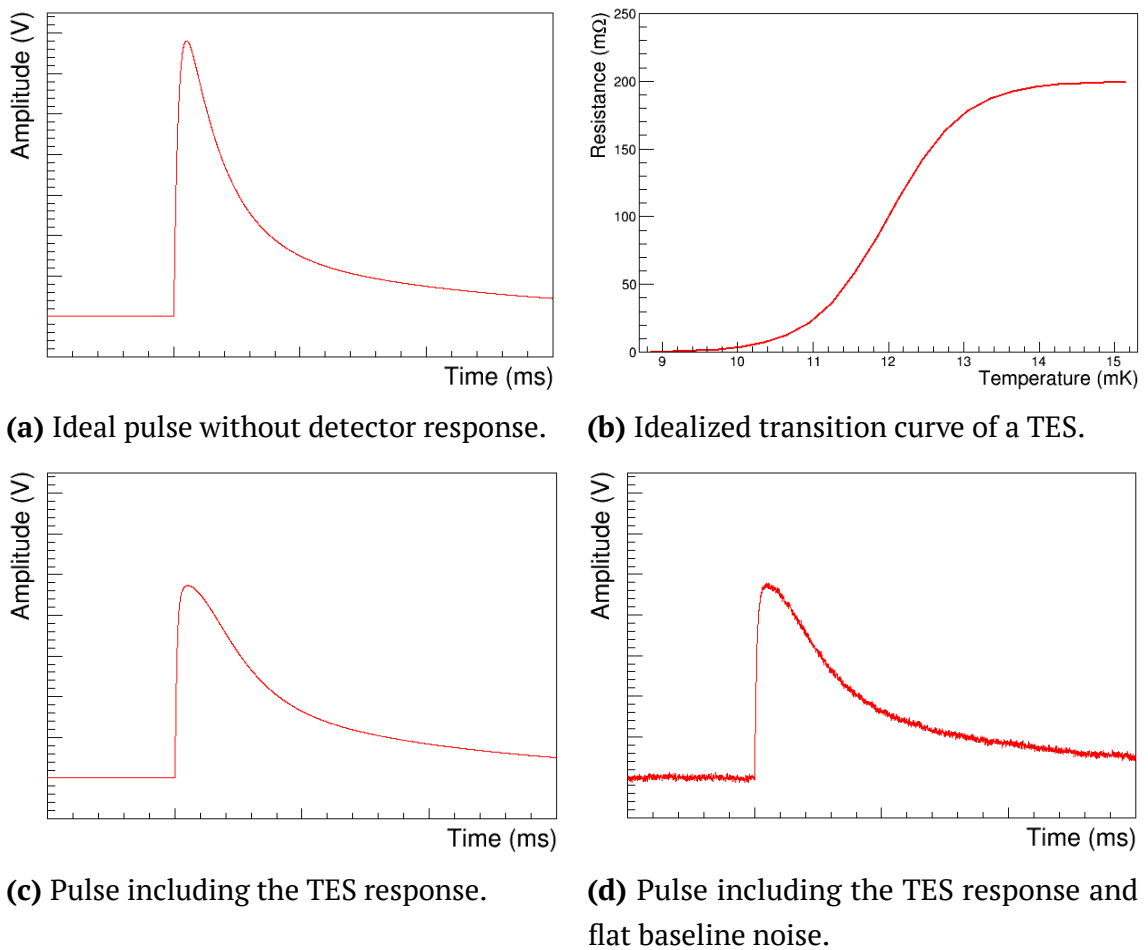 Amplitude (V)
Time (ms)
(a) Ideal pulse without detector response.
Resistance (mΩ)
250
200
150
100
50
0
9 10 11 12 13 14 15
Temperature (mK)
(b) Idealized transition curve of a TES.
Amplitude (V)
Time (ms)
(c) Pulse including the TES response.
Amplitude (V)
Time (ms)
(d) Pulse including the TES response and
flat baseline noise.